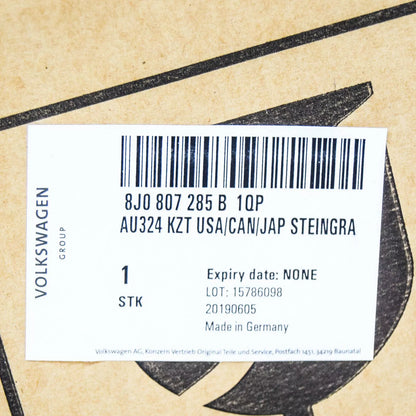 VOLKSWAGEN
GROUP
8J0 807 285 B 1QP
AU324 KZT USA/CAN/JAP STEINGRA
1
STK
Expiry date: NONE
LOT: 15786098
20190605
Made in Germany
Volkswagen AG, Konzern Vertrieb Original Teile und Service, Postfach 1451, 34219 Baunatal